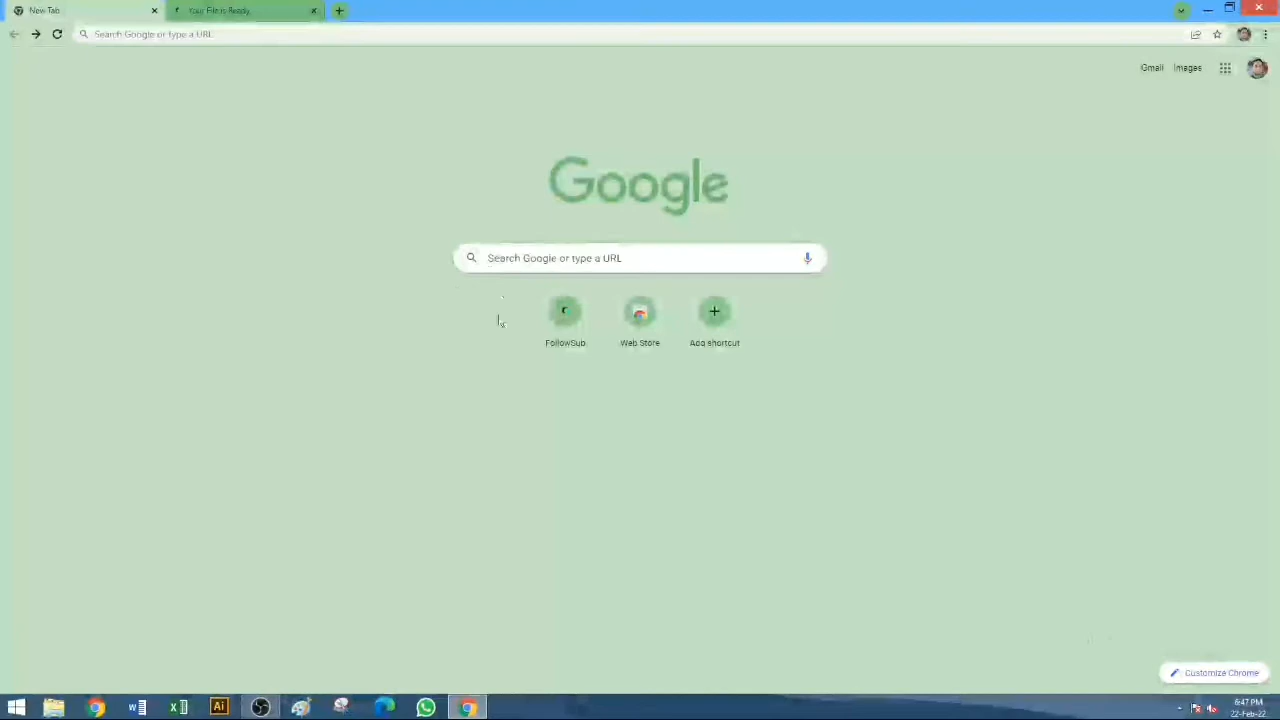 New Tab
Your File is Ready
Search Google or type a URL
Gmail Images
Google
Search Google or type a URL
FollowSub Web Store Add shortcut
Customize Chrome
Ai
6:47 PM
22-Feb-22